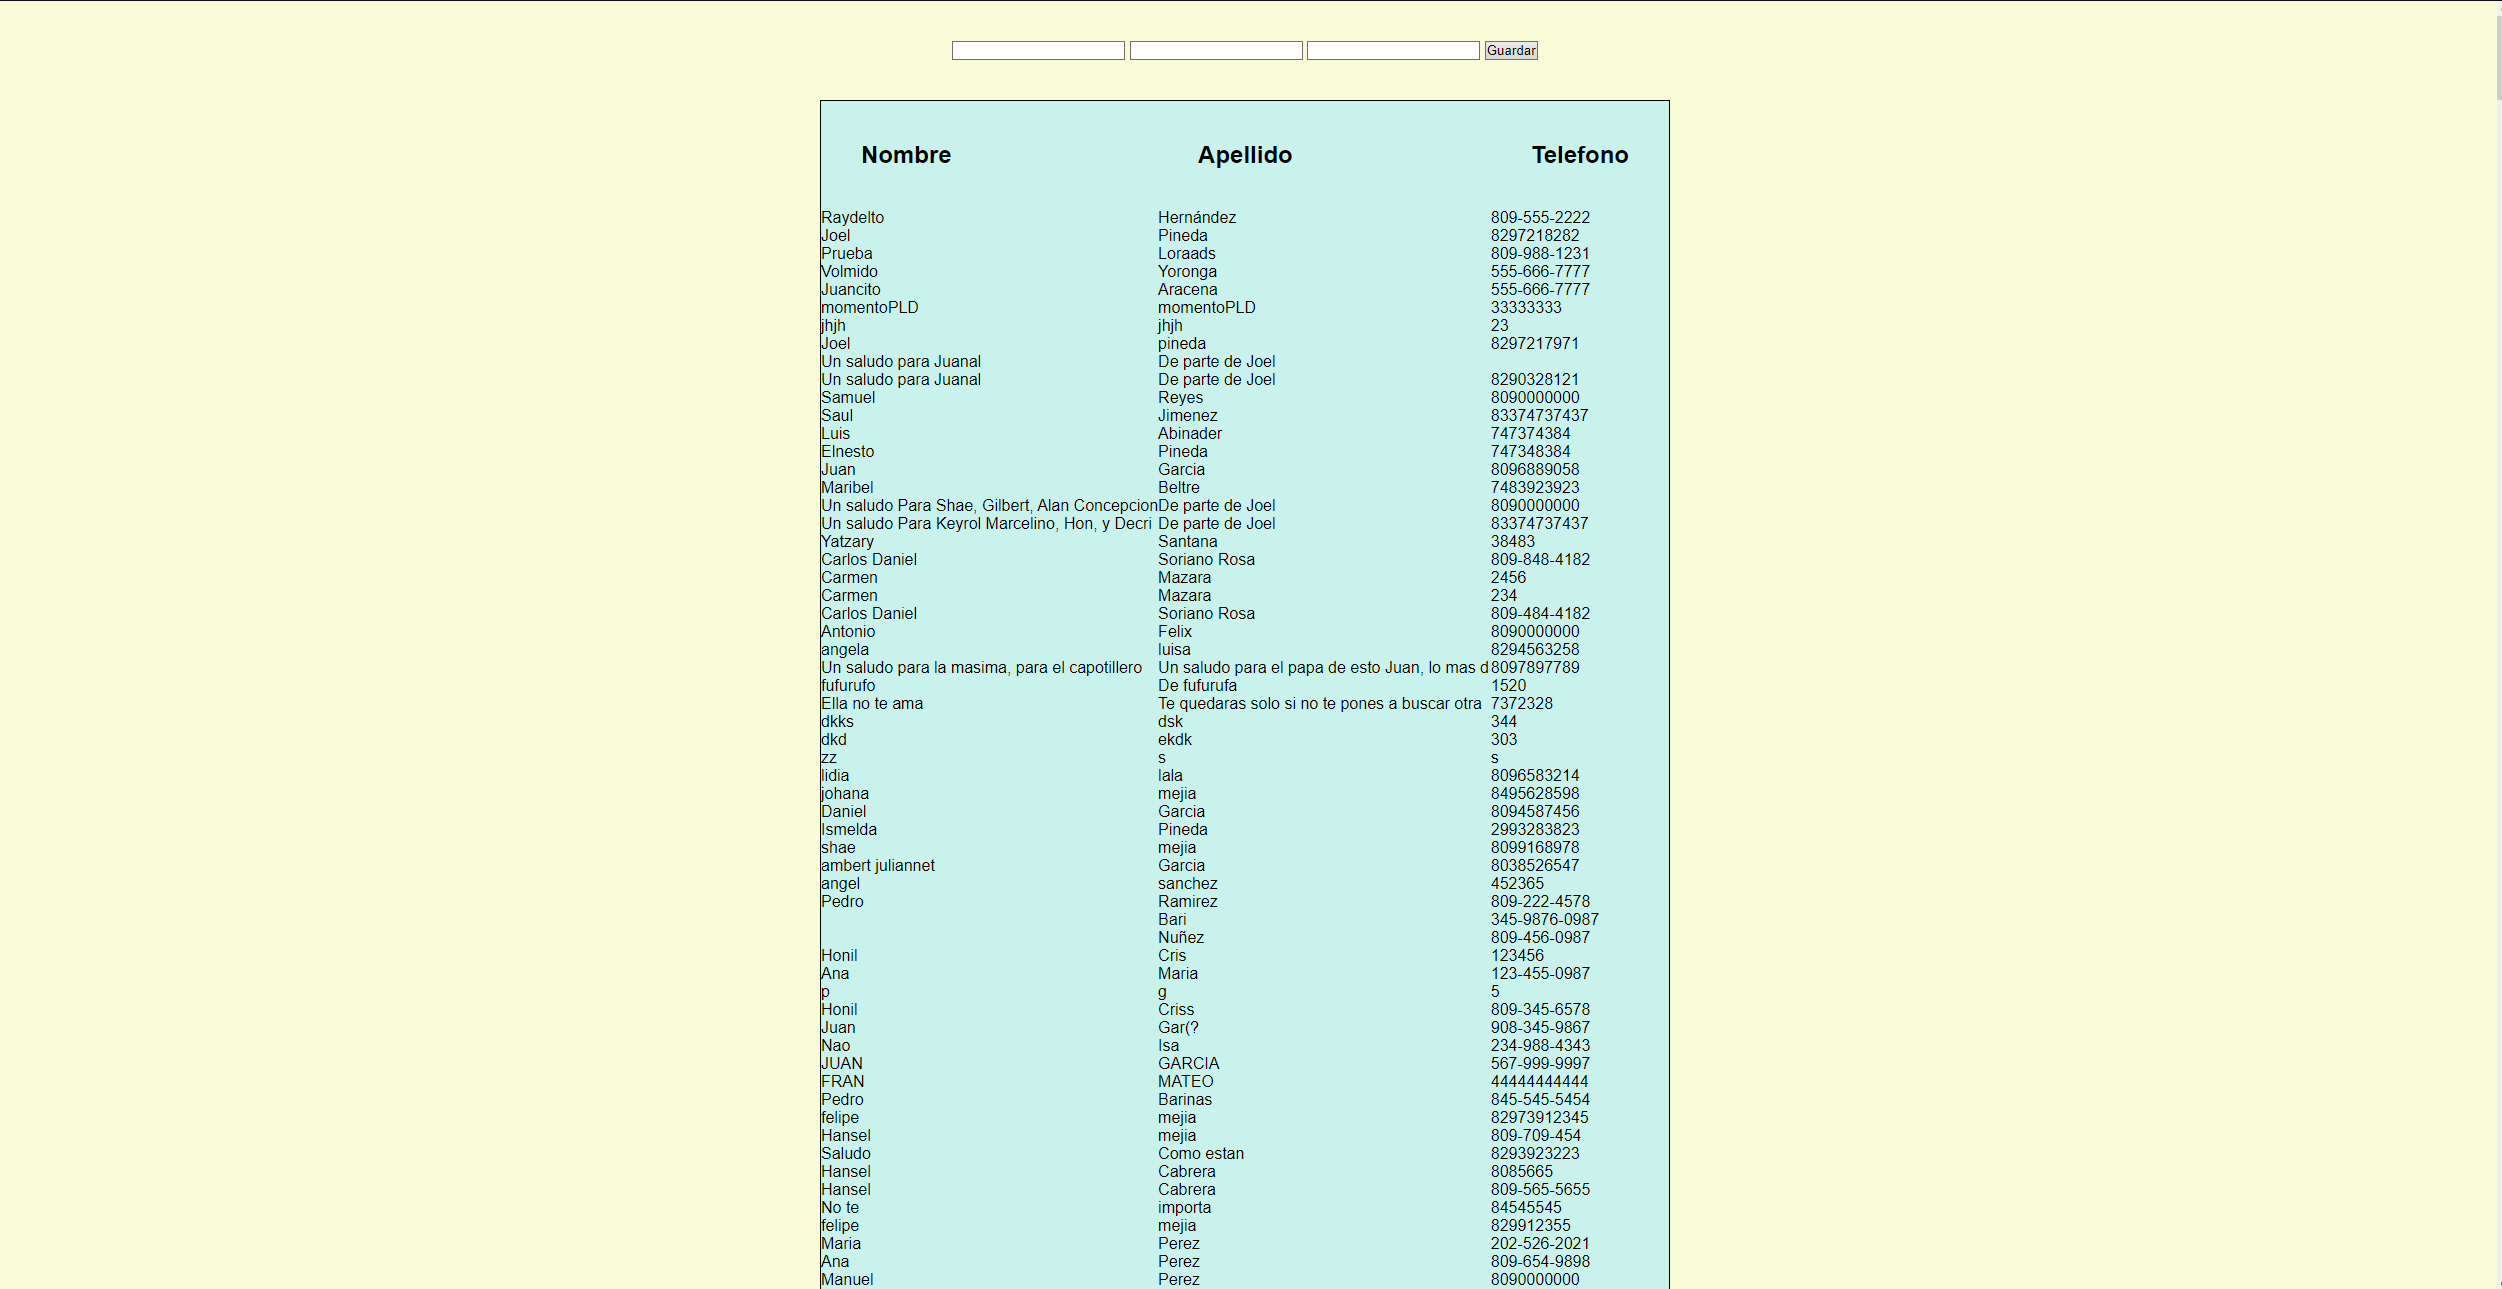 Guardar
Nombre Apellido Telefono
Raydelto Hernández 809-555-2222
Joel Pineda 8297218282
Prueba Loraads 809-988-1231
Volmido Yoronga 555-666-7777
Juancito Aracena 555-666-7777
momentoPLD momentoPLD 33333333
jhjh jhjh 23
Joel pineda 8297217971
Un saludo para Juanal De parte de Joel
Un saludo para Juanal De parte de Joel 8290328121
Samuel Reyes 8090000000
Saul Jimenez 83374737437
Luis Abinader 747374384
Elnesto Pineda 747348384
Juan Garcia 8096889058
Maribel Beltre 7483923923
Un saludo Para Shae, Gilbert, Alan Concepcion De parte de Joel 8090000000
Un saludo Para Keyrol Marcelino, Hon, y Decri De parte de Joel 83374737437
Yatzary Santana 38483
Carlos Daniel Soriano Rosa 809-848-4182
Carmen Mazara 2456
Carmen Mazara 234
Carlos Daniel Soriano Rosa 809-484-4182
Antonio Felix 8090000000
angela luisa 8294563258
Un saludo para la masima, para el capotillero Un saludo para el papa de esto Juan, lo mas d 8097897789
fufurufo De fufurufa 1520
Ella no te ama Te quedaras solo si no te pones a buscar otra 7372328
dkks dsk 344
dkd ekdk 303
zz s s
lidia lala 8096583214
johana mejia 8495628598
Daniel Garcia 8094587456
Ismelda Pineda 2993283823
shae mejia 8099168978
ambert juliannet Garcia 8038526547
angel sanchez 452365
Pedro Ramirez 809-222-4578
Bari 345-9876-0987
Nuñez 809-456-0987
Honil Cris 123456
Ana Maria 123-455-0987
p g 5
Honil Criss 809-345-6578
Juan Gar(? 908-345-9867
Nao Isa 234-988-4343
JUAN GARCIA 567-999-9997
FRAN MATEO 44444444444
Pedro Barinas 845-545-5454
felipe mejia 82973912345
Hansel mejia 809-709-454
Saludo Como estan 8293923223
Hansel Cabrera 8085665
Hansel Cabrera 809-565-5655
No te importa 84545545
felipe mejia 829912355
Maria Perez 202-526-2021
Ana Perez 809-654-9898
Manuel Perez 8090000000